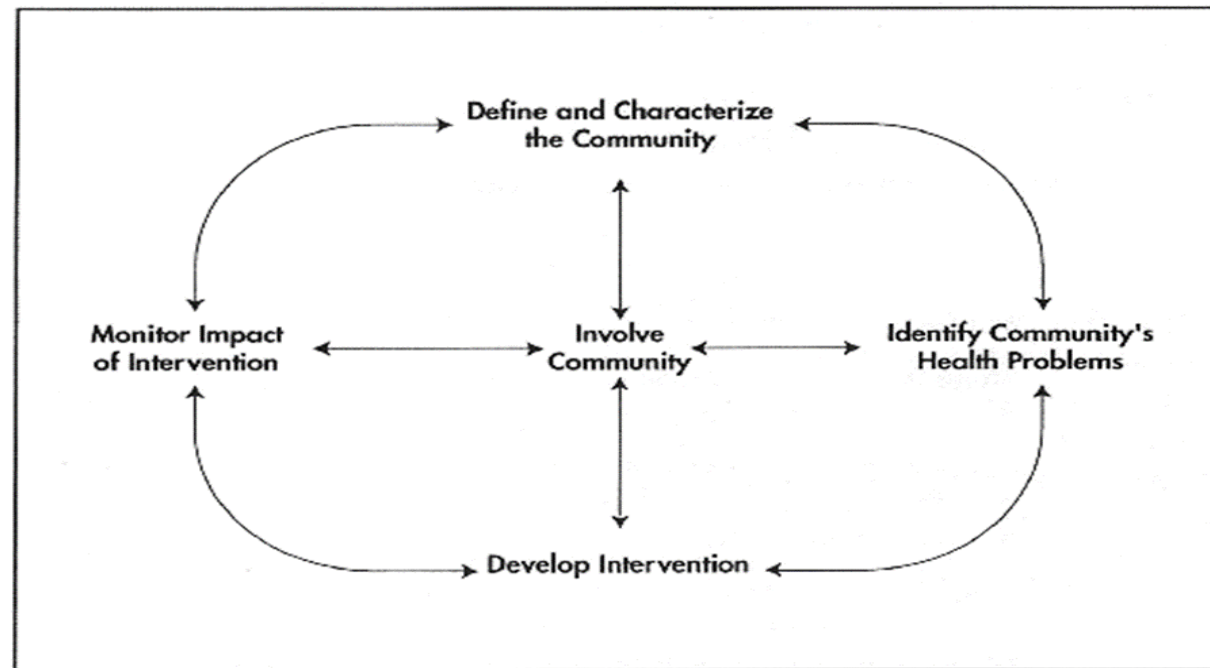 Define and Characterize
the Community
Monitor Impact
of Intervention
Involve
Community
Identify Community's
Health Problems
Develop Intervention